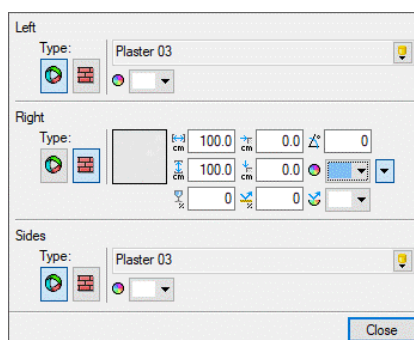 Left
Type:
Plaster 03
Right
Type:
cm 100.0 cm 0.0 0
cm 100.0 cm 0.0
% 0 % 0
Sides
Type:
Plaster 03
Close